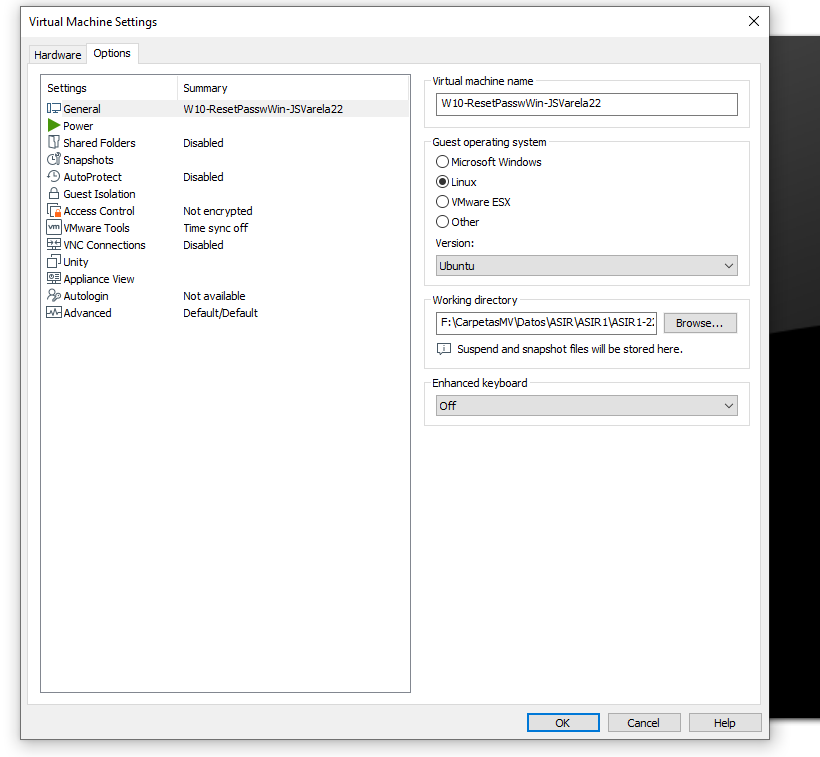 Virtual Machine Settings
Hardware Options
Settings Summary
General W10-ResetPasswWin-JSVarela22
Power
Shared Folders Disabled
Snapshots
AutoProtect Disabled
Guest Isolation
Access Control Not encrypted
vm VMware Tools Time sync off
VNC Connections Disabled
Unity
Appliance View
Autologin Not available
Advanced Default/Default
Virtual machine name
W10-ResetPasswWin-JSVarela22
Guest operating system
Microsoft Windows
Linux
VMware ESX
Other
Version:
Ubuntu
Working directory
F:\CarpetasMV\Datos\ASIR\ASIR1\ASIR1-22 Browse...
Suspend and snapshot files will be stored here.
Enhanced keyboard
Off
OK Cancel Help